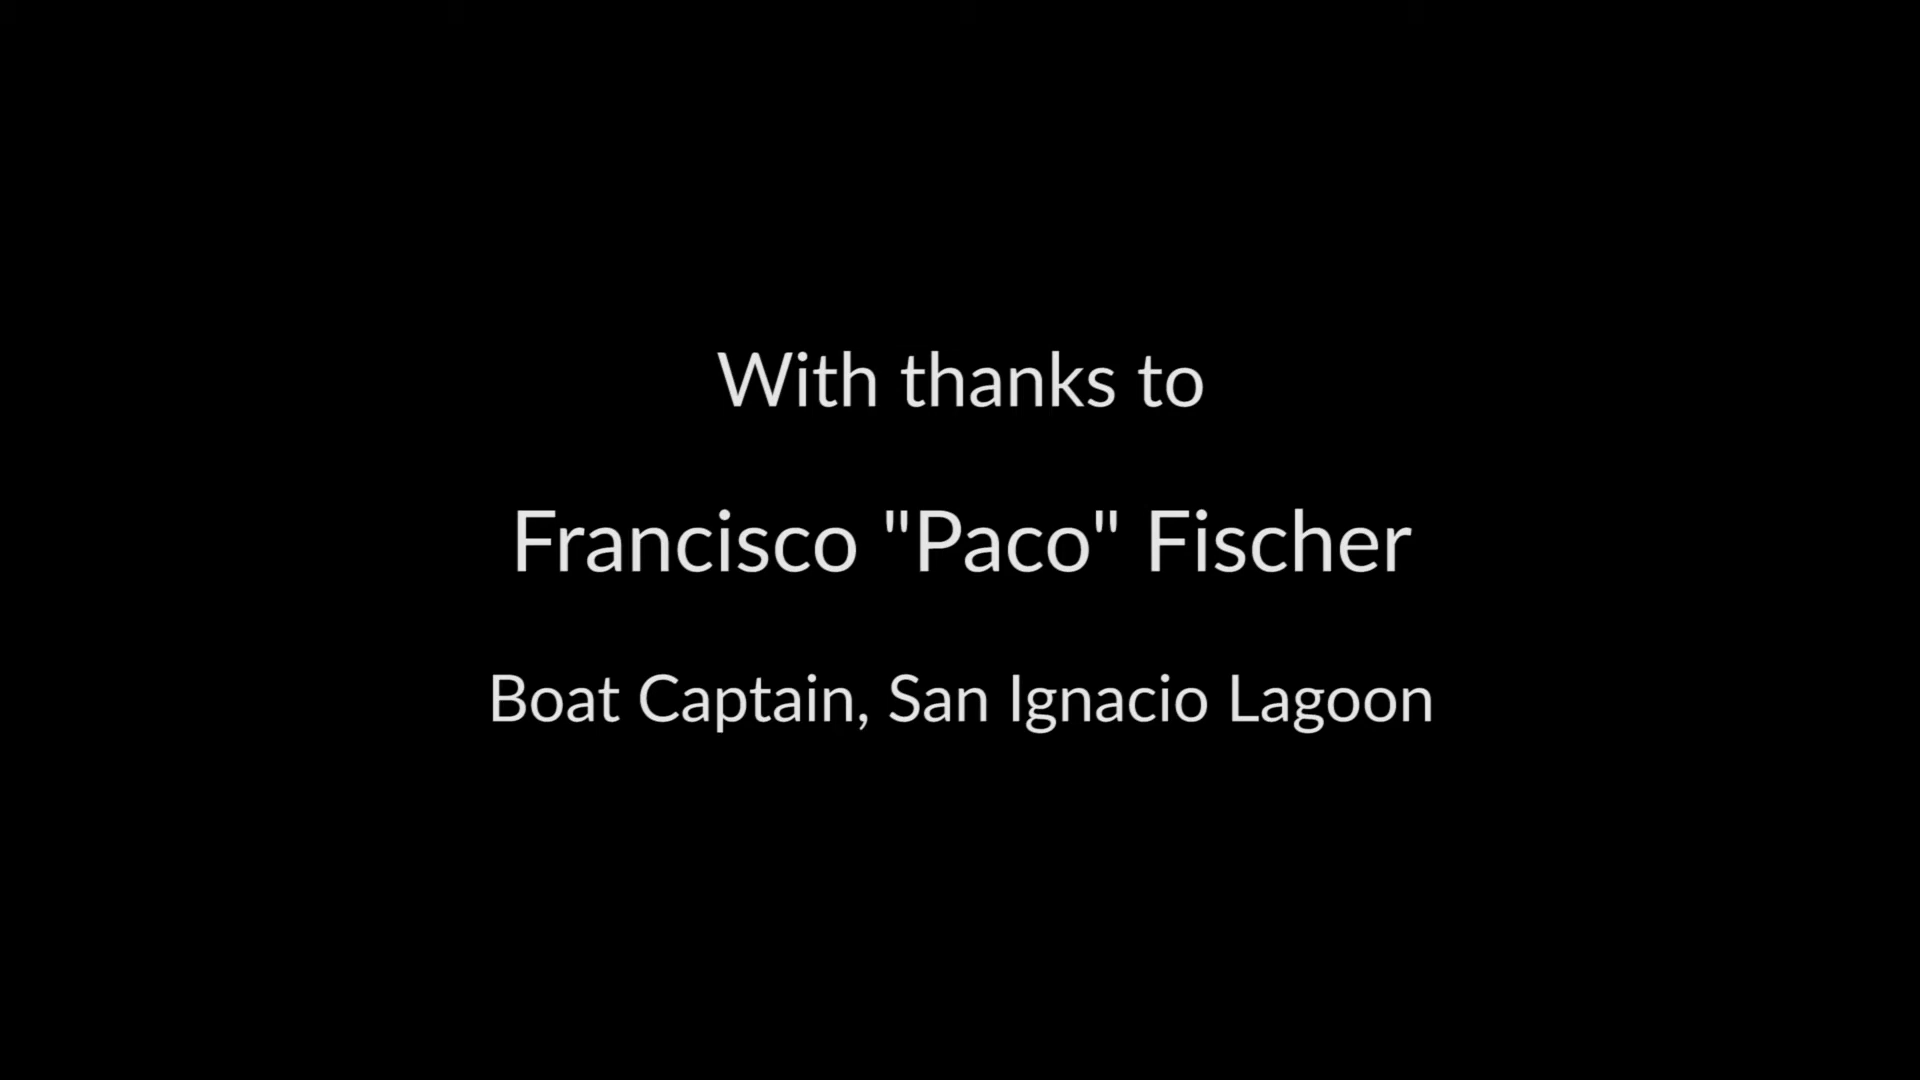 With thanks to
Francisco "Paco" Fischer
Boat Captain, San Ignacio Lagoon